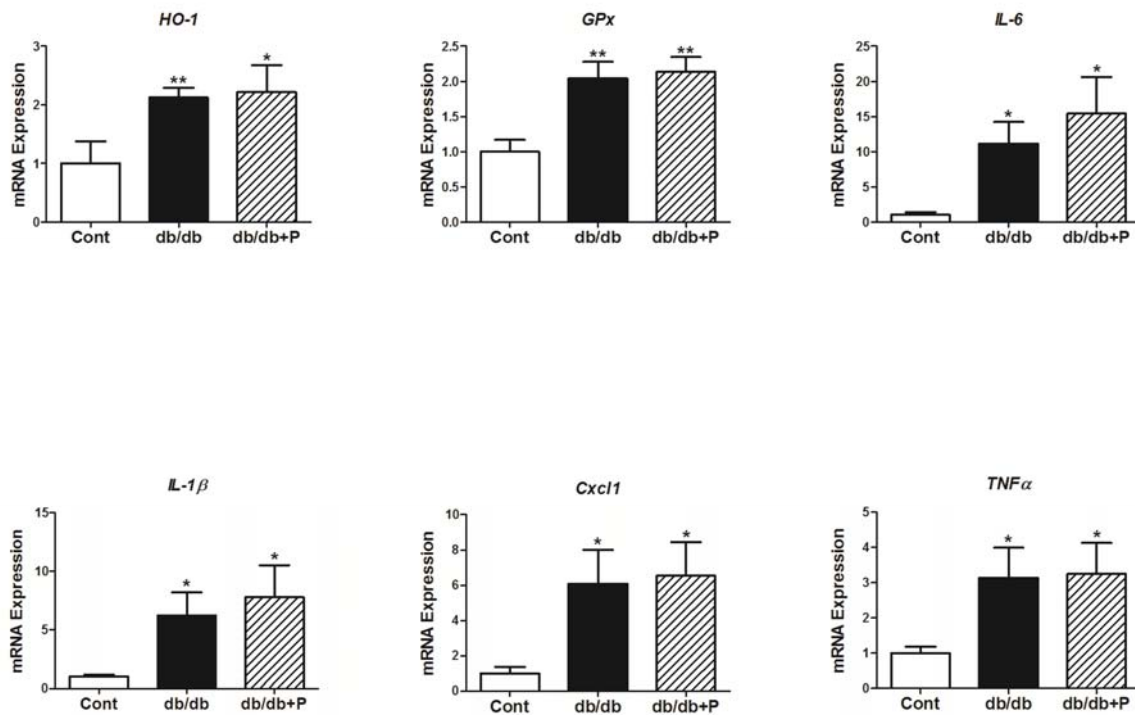 HO-1
mRNA Expression
3
2
1
0
**
*
Cont db/db db/db+P
GPx
mRNA Expression
2.5
2.0
1.5
1.0
0.5
0.0
**
**
Cont db/db db/db+P
IL-6
mRNA Expression
25
20
15
10
5
0
*
*
Cont db/db db/db+P
IL-1β
mRNA Expression
15
10
5
0
*
*
Cont db/db db/db+P
Cxcl1
mRNA Expression
10
8
6
4
2
0
*
*
Cont db/db db/db+P
TNFα
mRNA Expression
5
4
3
2
1
0
*
*
Cont db/db db/db+P